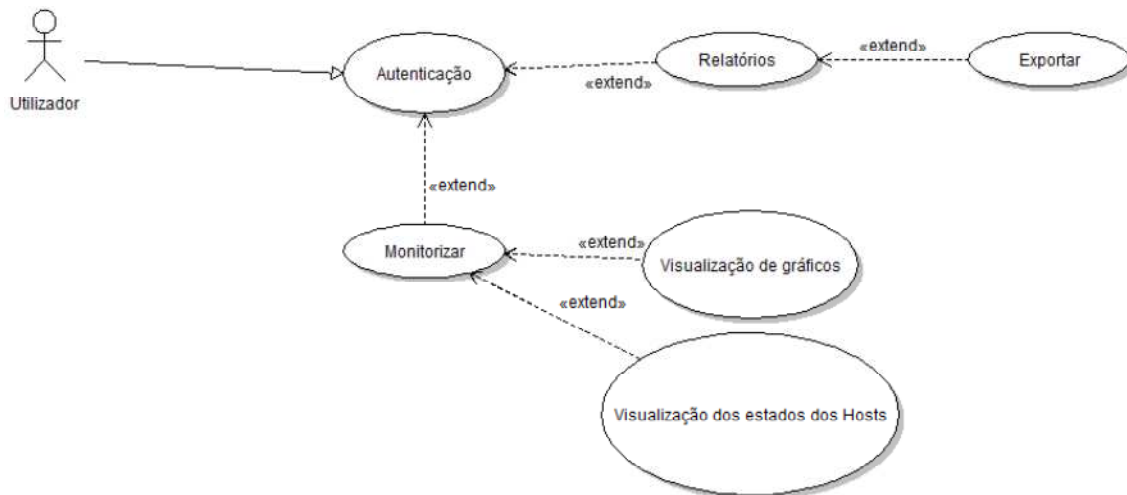 Utilizador
Autenticação
«extend»
Relatórios
«extend»
Exportar
«extend»
Monitorizar
«extend»
Visualização de gráficos
«extend»
Visualização dos estados dos Hosts